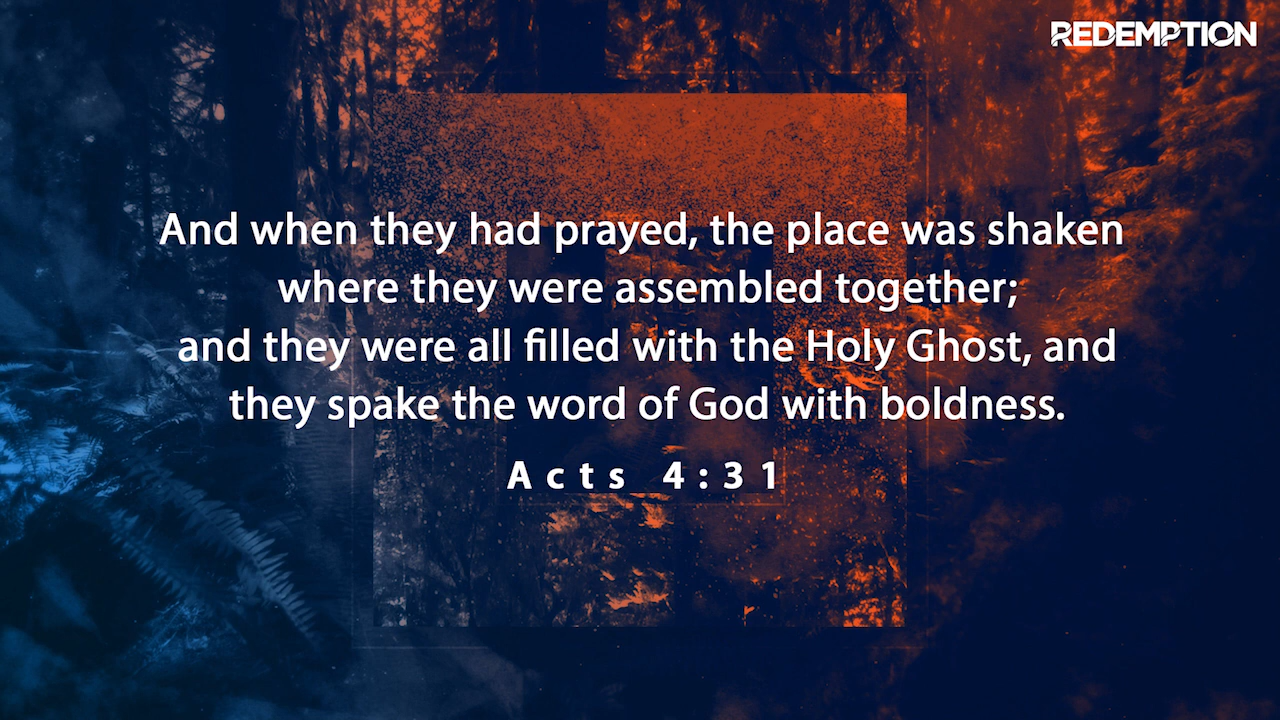 REDEMPTION
And when they had prayed, the place was shaken
where they were assembled together;
and they were all filled with the Holy Ghost, and
they spake the word of God with boldness.
Acts 4:31